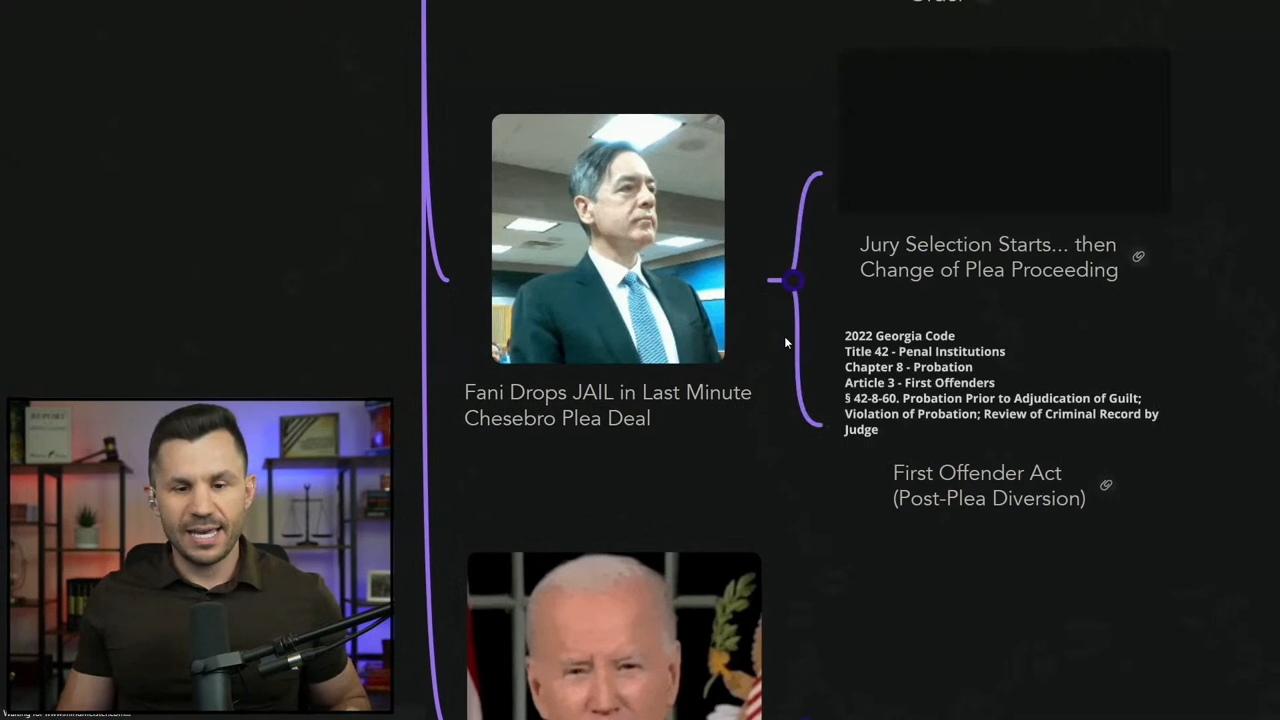 Jury Selection Starts... then
Change of Plea Proceeding
2022 Georgia Code
Title 42 - Penal Institutions
Chapter 8 - Probation
Article 3 - First Offenders
§ 42-8-60. Probation Prior to Adjudication of Guilt;
Violation of Probation; Review of Criminal Record by
Judge
Fani Drops JAIL in Last Minute
Chesebro Plea Deal
First Offender Act
(Post-Plea Diversion)
REPORT